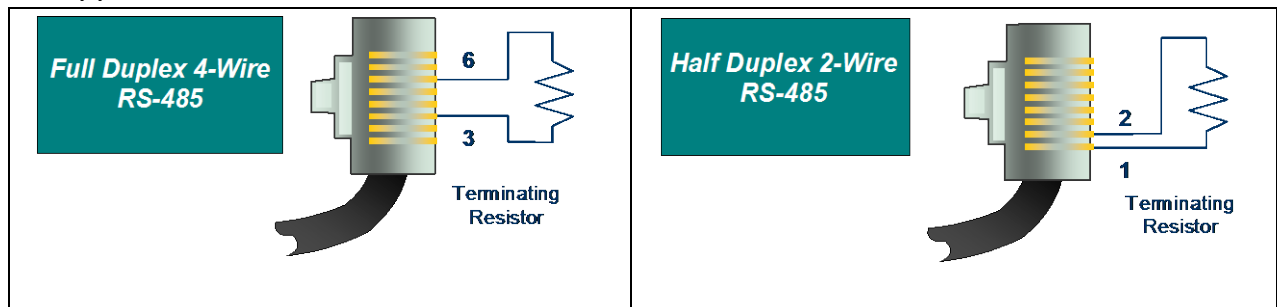 Full Duplex 4-Wire
RS-485
6
3
Terminating
Resistor
Half Duplex 2-Wire
RS-485
2
1
Terminating
Resistor